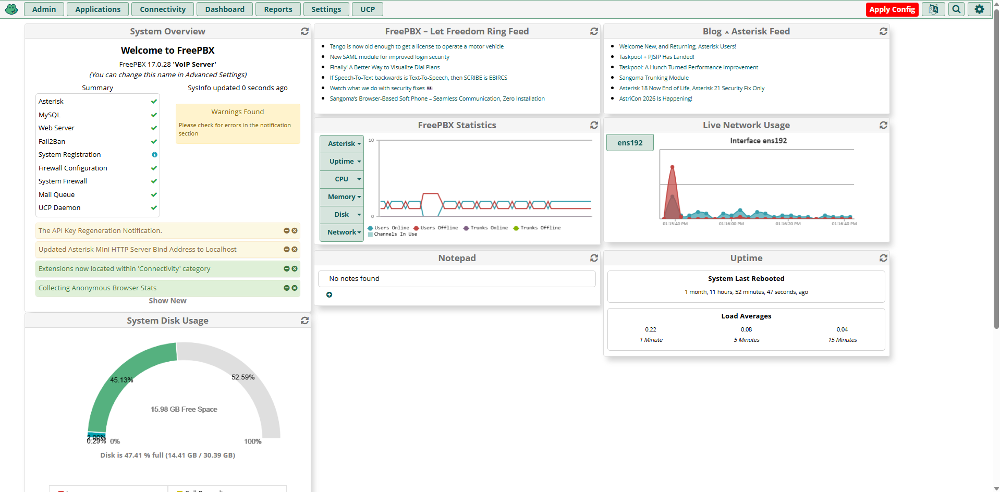 Admin
Applications
Connectivity
Dashboard
Reports
Settings
UCP
Apply Config
System Overview
Welcome to FreePBX
FreePBX 17.0.28 'VoIP Server'
(You can change this name in Advanced Settings)
Summary
SysInfo updated 0 seconds ago
Asterisk
MySQL
Web Server
Fail2Ban
System Registration
Firewall Configuration
System Firewall
Mail Queue
UCP Daemon
Warnings Found
Please check for errors in the notification
section
The API Key Regeneration Notification.
Updated Asterisk Mini HTTP Server Bind Address to Localhost
Extensions now located within 'Connectivity' category
Collecting Anonymous Browser Stats
Show New
System Disk Usage
45.13%
52.59%
15.98 GB Free Space
0.29%
0%
100%
Disk is 47.41 % full (14.41 GB / 30.39 GB)
FreePBX – Let Freedom Ring Feed
Tango is now old enough to get a license to operate a motor vehicle
New SAML module for improved login security
Finally! A Better Way to Visualize Dial Plans
If Speech-To-Text backwards is Text-To-Speech, then SCRIBE is EBIRCS
Watch what we do with security fixes
Sangoma's Browser-Based Soft Phone – Seamless Communication, Zero Installation
FreePBX Statistics
Asterisk
Uptime
CPU
Memory
Disk
Network
10
0
Users Online
Users Offline
Trunks Online
Trunks Offline
Channels In Use
Notepad
No notes found
Blog ⋆ Asterisk Feed
Welcome New, and Returning, Asterisk Users!
Taskpool + PJSIP Has Landed!
Taskpool: A Hunch Turned Performance Improvement
Sangoma Trunking Module
Asterisk 18 Now End of Life, Asterisk 21 Security Fix Only
AstriCon 2026 Is Happening!
Live Network Usage
ens192
Interface ens192
01:15:40 PM
01:16:00 PM
01:16:20 PM
01:16:40 PM
Uptime
System Last Rebooted
1 month, 11 hours, 52 minutes, 47 seconds, ago
Load Averages
0.22
0.08
0.04
1 Minute
5 Minutes
15 Minutes